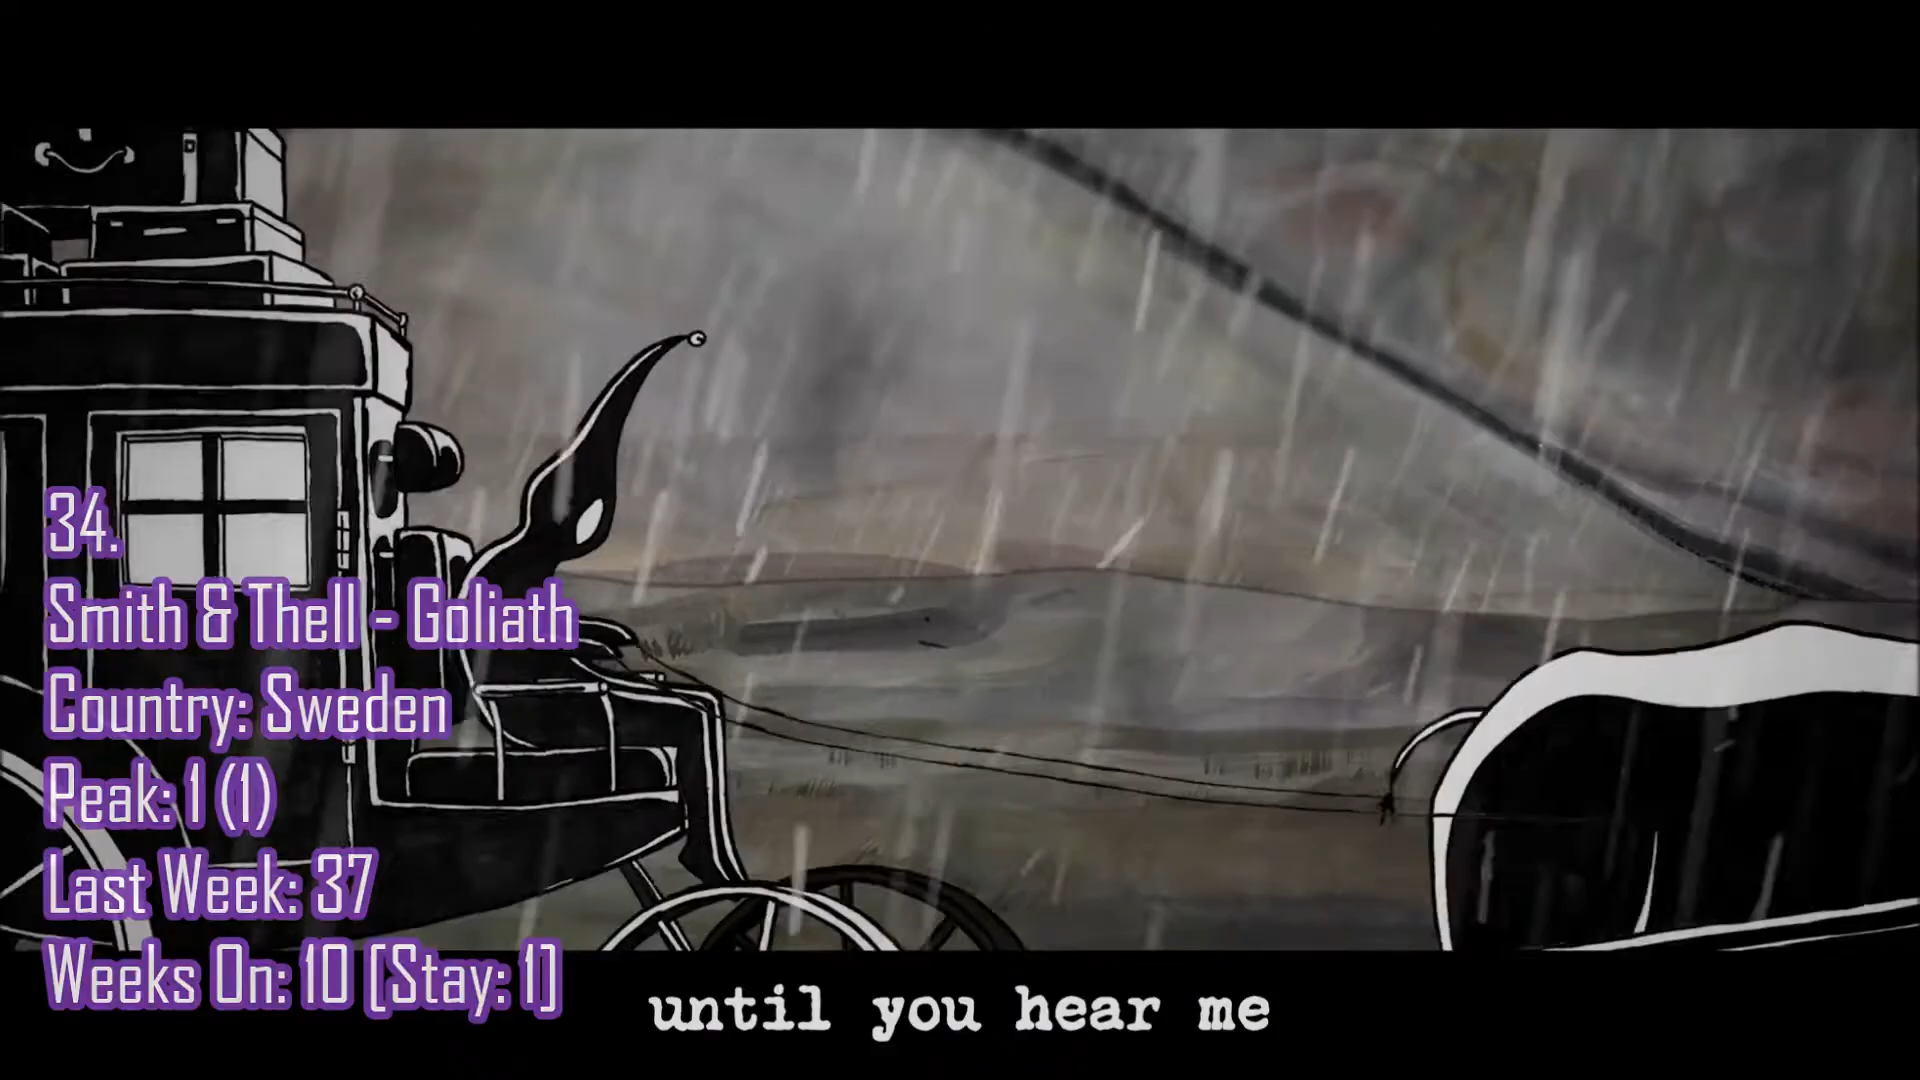 34.
Smith & Thell - Goliath
Country: Sweden
Peak: 1 (1)
Last Week: 37
Weeks On: 10 [Stay: 1]
until you hear me